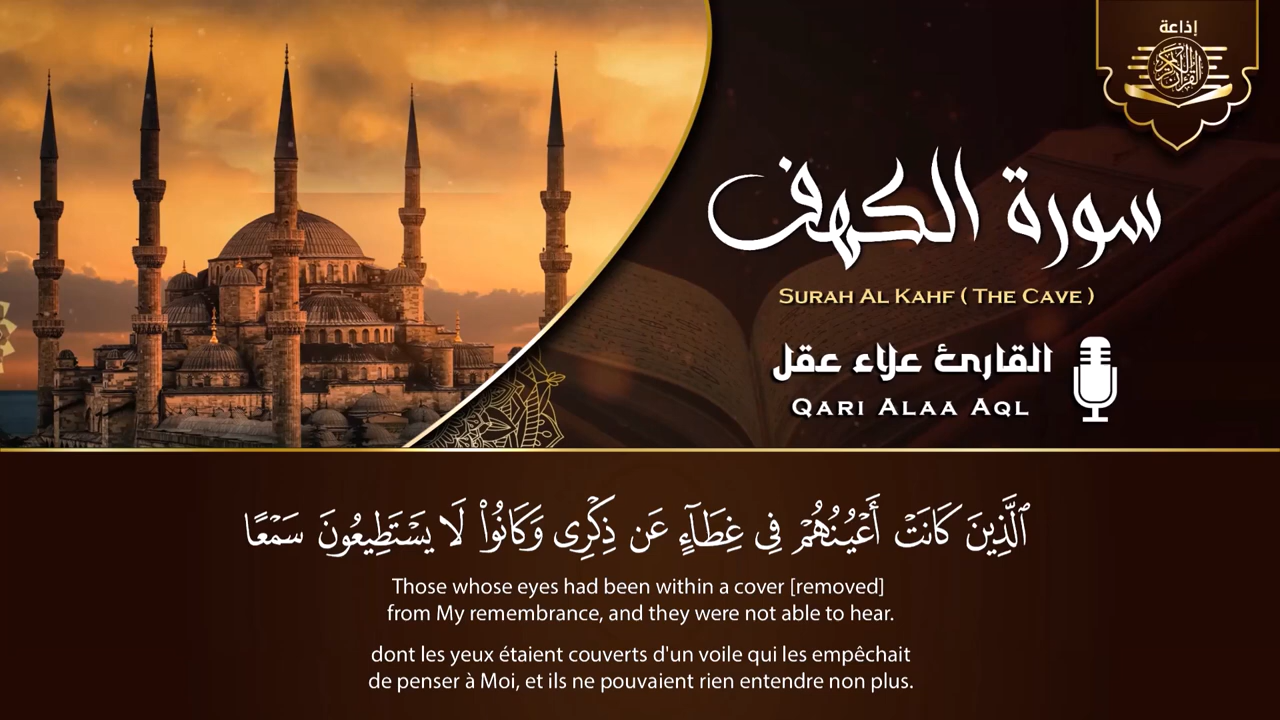 إذاعة
القرآن الكريم
سورة الكهف
SURAH AL KAHF ( THE CAVE )
القارئ علاء عقل
QARI ALAA AQL
ٱلَّذِينَ كَانَتْ أَعْيُنُهُمْ فِى غِطَآءٍ عَن ذِكْرِى وَكَانُوا۟ لَا يَسْتَطِيعُونَ سَمْعًا
Those whose eyes had been within a cover [removed]
from My remembrance, and they were not able to hear.
dont les yeux étaient couverts d'un voile qui les empêchait
de penser à Moi, et ils ne pouvaient rien entendre non plus.